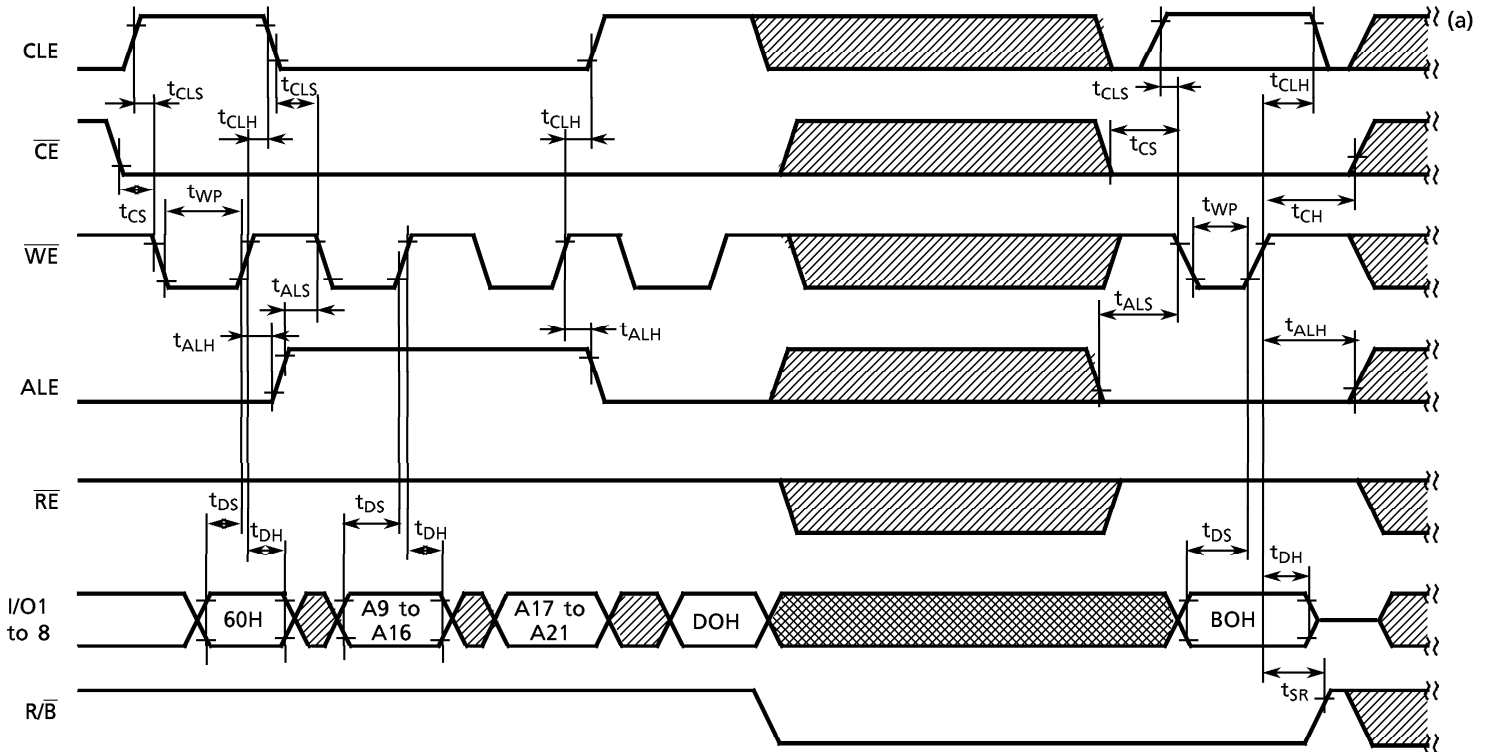 (a)
CLE
tCLS
tCLS
tCLS
tCLH
tCLH
tCLH
CE
tCS
tCS
tWP
tWP
tCH
WE
tALS
tALS
tALH
tALH
tALH
ALE
RE
tDS
tDS
tDS
tDH
tDH
tDH
I/O1
to 8
60H
A9 to
A16
A17 to
A21
DOH
BOH
tSR
R/B